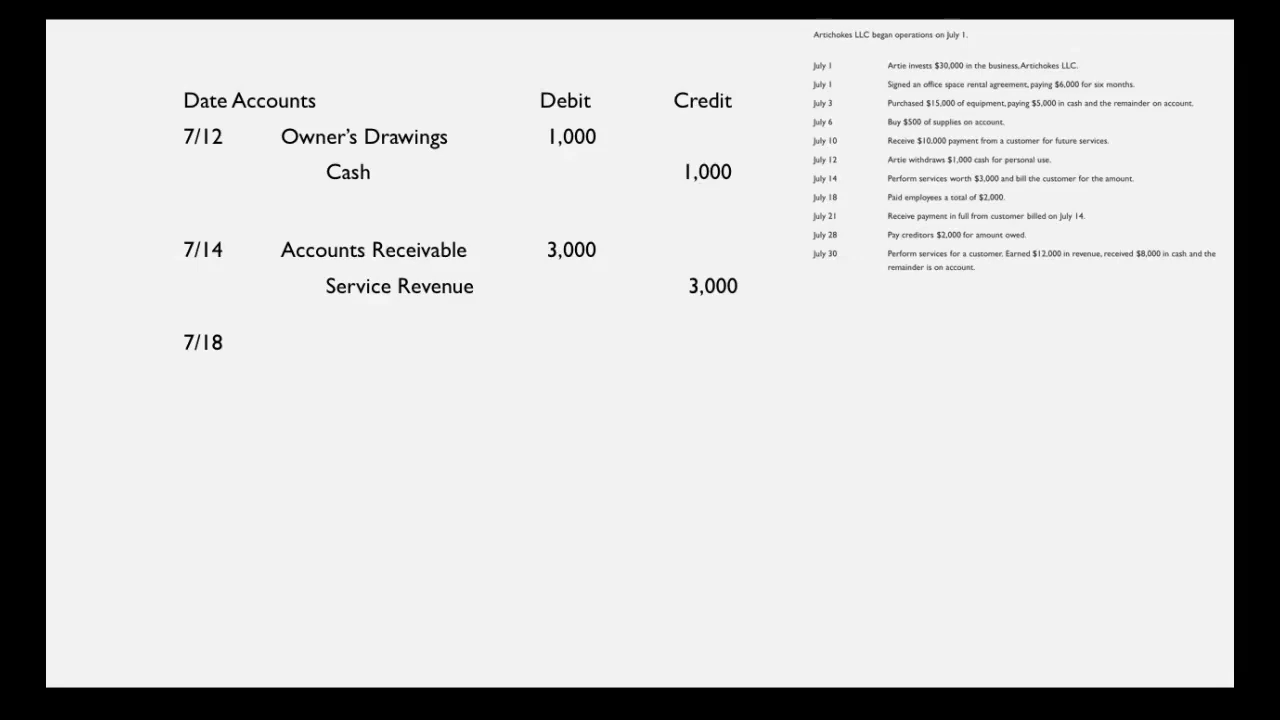 Artichokes LLC began operations on July 1.
July 1 Artie invests $30,000 in the business, Artichokes LLC.
July 1 Signed an office space rental agreement, paying $6,000 for six months.
July 3 Purchased $15,000 of equipment, paying $5,000 in cash and the remainder on account.
July 6 Buy $500 of supplies on account.
July 10 Receive $10,000 payment from a customer for future services.
July 12 Artie withdraws $1,000 cash for personal use.
July 14 Perform services worth $3,000 and bill the customer for the amount.
July 18 Paid employees a total of $2,000.
July 21 Receive payment in full from customer billed on July 14.
July 28 Pay creditors $2,000 for amount owed.
July 30 Perform services for a customer. Earned $12,000 in revenue, received $8,000 in cash and the
remainder is on account.
Date Accounts Debit Credit
7/12 Owner’s Drawings 1,000
Cash 1,000
7/14 Accounts Receivable 3,000
Service Revenue 3,000
7/18